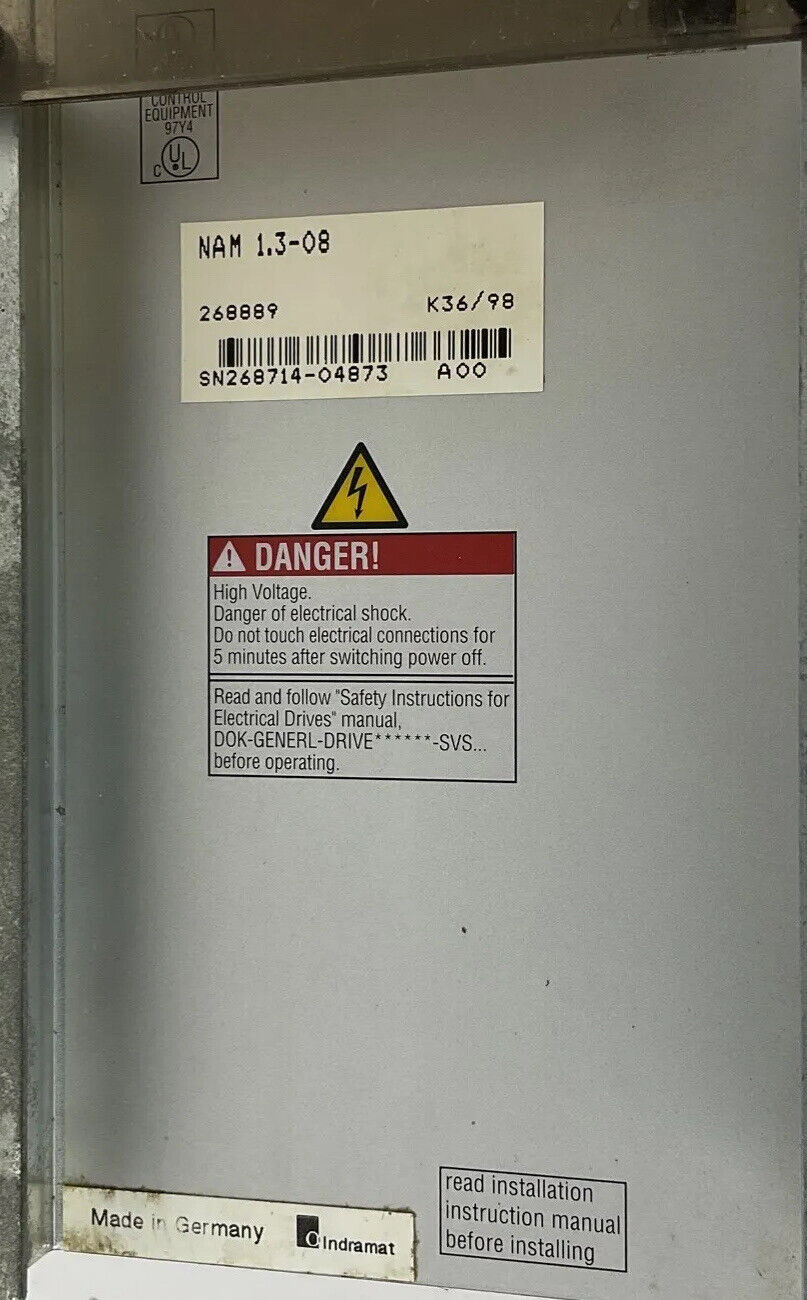 CONTROL
EQUIPMENT
97Y4
C UL
NAM 1.3-08
268889 K36/98
SN268714-04873 A00
DANGER!
High Voltage.
Danger of electrical shock.
Do not touch electrical connections for
5 minutes after switching power off.
Read and follow "Safety Instructions for
Electrical Drives" manual,
DOK-GENERL-DRIVE******-SVS...
before operating.
Made in Germany Indramat
read installation
instruction manual
before installing